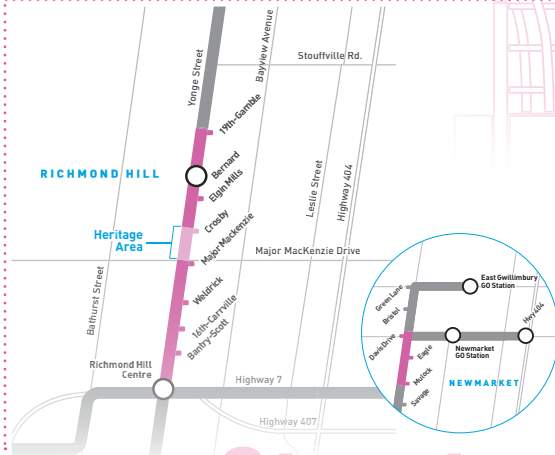 Stouffville Rd.
Yonge Street
Bayview Avenue
19th-Gamble
RICHMOND HILL
Bernard
Elgin Mills
Leslie Street
Highway 404
Crosby
Heritage
Area
Major Mackenzie
Major MacKenzie Drive
Bathurst Street
Weldrick
16th-Carrville
Bantry-Scott
Richmond Hill
Centre
Highway 7
Highway 407
East Gwillimbury
GO Station
Green Lane
Bristol
Hwy 404
Davis Drive
Eagle
Newmarket
GO Station
Mulock
NEWMARKET
Savage